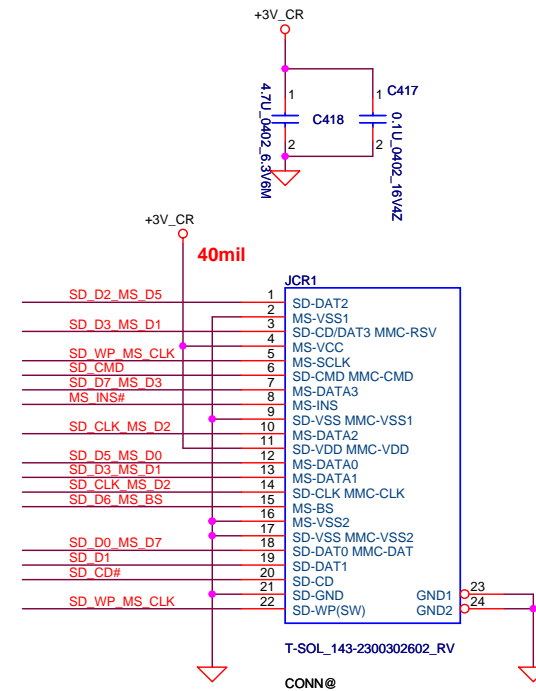 +3V_CR
1
1
C417
4.7U_0402_6.3V6M
C418
0.1U_0402_16V4Z
2
2
+3V_CR
40mil
JCR1
SD_D2_MS_D5 1 SD-DAT2
2 MS-VSS1
SD_D3_MS_D1 3 SD-CD/DAT3 MMC-RSV
4 MS-VCC
SD_WP_MS_CLK 5 MS-SCLK
SD_CMD 6 SD-CMD MMC-CMD
SD_D7_MS_D3 7 MS-DATA3
MS_INS# 8 MS-INS
9 SD-VSS MMC-VSS1
SD_CLK_MS_D2 10 MS-DATA2
11 SD-VDD MMC-VDD
SD_D5_MS_D0 12 MS-DATA0
SD_D3_MS_D1 13 MS-DATA1
SD_CLK_MS_D2 14 SD-CLK MMC-CLK
SD_D6_MS_BS 15 MS-BS
16 MS-VSS2
17 SD-VSS MMC-VSS2
SD_D0_MS_D7 18 SD-DAT0 MMC-DAT
SD_D1 19 SD-DAT1
SD_CD# 20 SD-CD
21 SD-GND GND1 23
SD_WP_MS_CLK 22 SD-WP(SW) GND2 24
T-SOL_143-2300302602_RV
CONN@